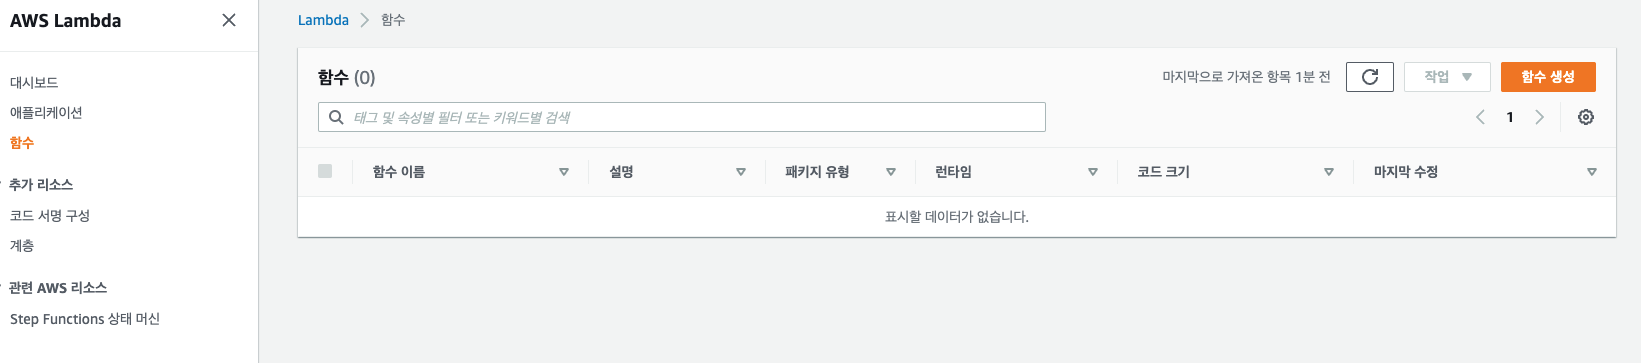 AWS Lambda
대시보드
애플리케이션
함수
추가 리소스
코드 서명 구성
계층
관련 AWS 리소스
Step Functions 상태 머신
Lambda 함수
함수 (0)
마지막으로 가져온 항목 1분 전
작업
함수 생성
태그 및 속성별 필터 또는 키워드별 검색
1
함수 이름 설명 패키지 유형 런타임 코드 크기 마지막 수정
표시할 데이터가 없습니다.